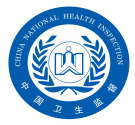 CHINA NATIONAL HEALTH INSPECTION
中国卫生监督